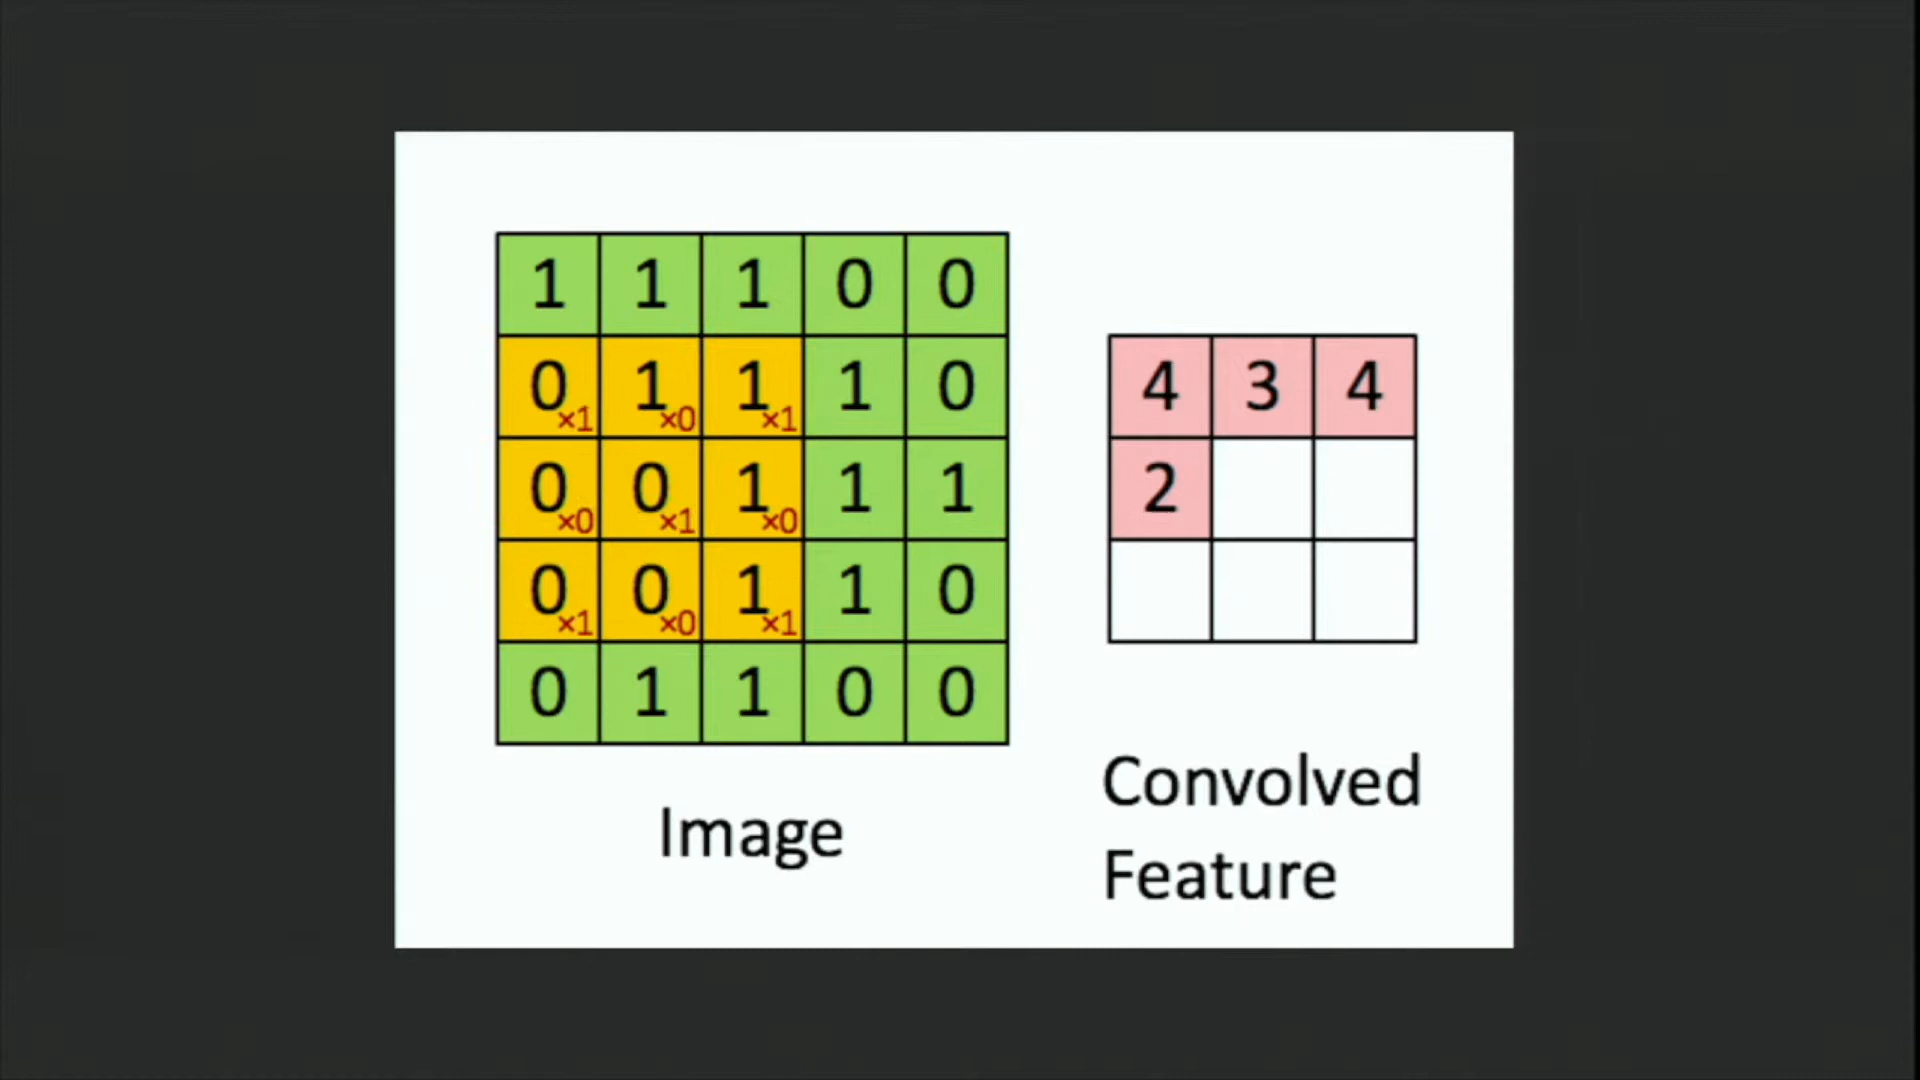 1 1 1 0 0
0×1 1×0 1×1 1 0
0×0 0×1 1×0 1 1
0×1 0×0 1×1 1 0
0 1 1 0 0
Image
4 3 4
2
Convolved
Feature